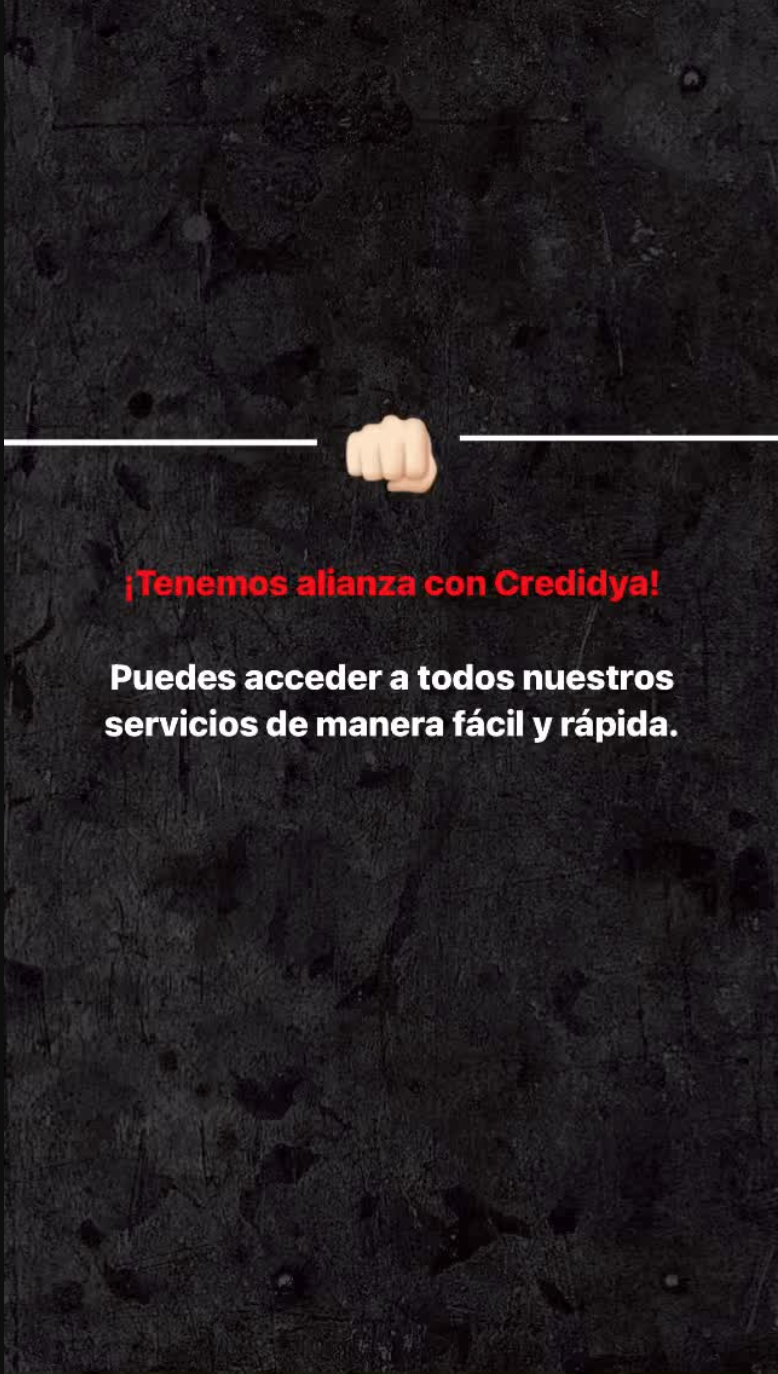 ¡Tenemos alianza con Credidya!
Puedes acceder a todos nuestros
servicios de manera fácil y rápida.